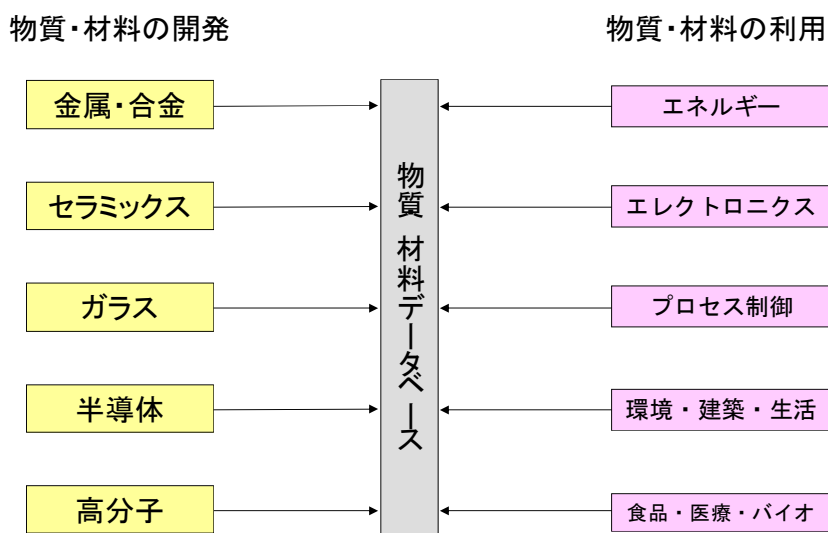 物質・材料の開発
物質・材料の利用
金属・合金
セラミックス
ガラス
半導体
高分子
物質 材料データベース
エネルギー
エレクトロニクス
プロセス制御
環境・建築・生活
食品・医療・バイオ